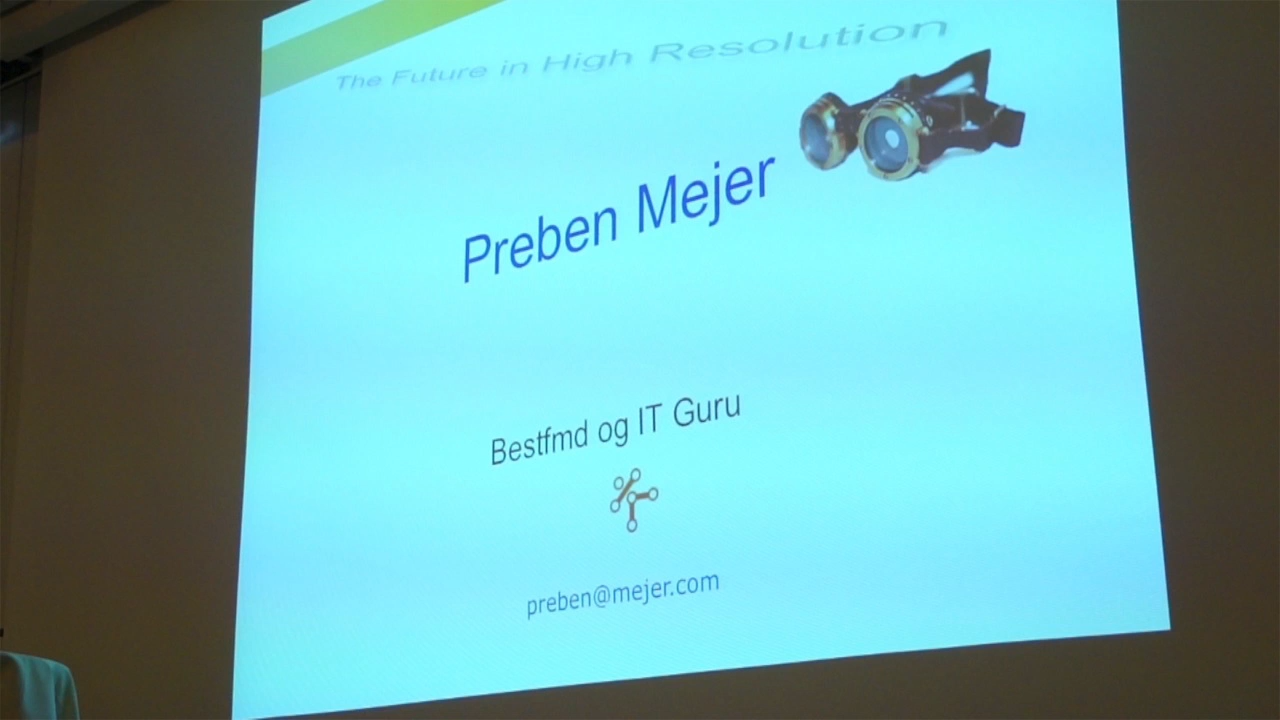 The Future in High Resolution
Preben Mejer
Bestfmd og IT Guru
preben@mejer.com